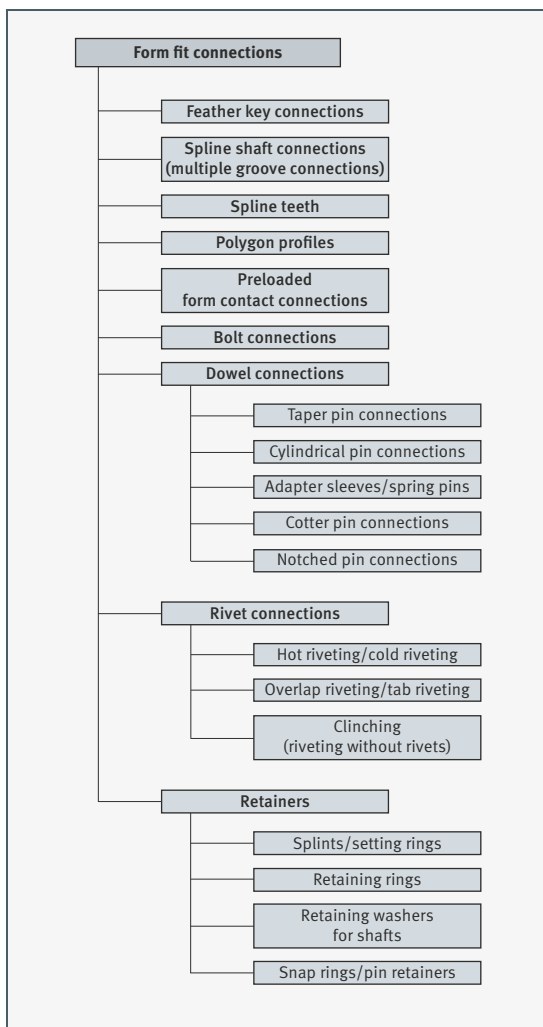 Form fit connections
Feather key connections
Spline shaft connections
(multiple groove connections)
Spline teeth
Polygon profiles
Preloaded
form contact connections
Bolt connections
Dowel connections
Taper pin connections
Cylindrical pin connections
Adapter sleeves/spring pins
Cotter pin connections
Notched pin connections
Rivet connections
Hot riveting/cold riveting
Overlap riveting/tab riveting
Clinching
(riveting without rivets)
Retainers
Splints/setting rings
Retaining rings
Retaining washers
for shafts
Snap rings/pin retainers